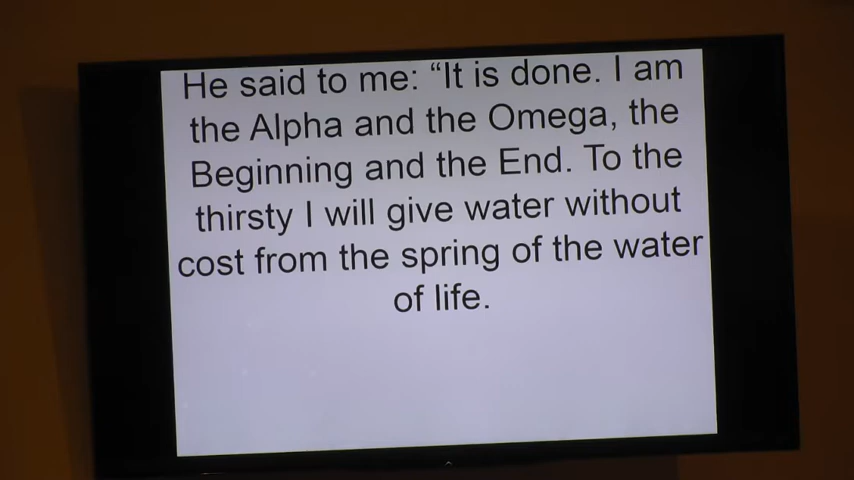 He said to me: “It is done. I am
the Alpha and the Omega, the
Beginning and the End. To the
thirsty I will give water without
cost from the spring of the water
of life.